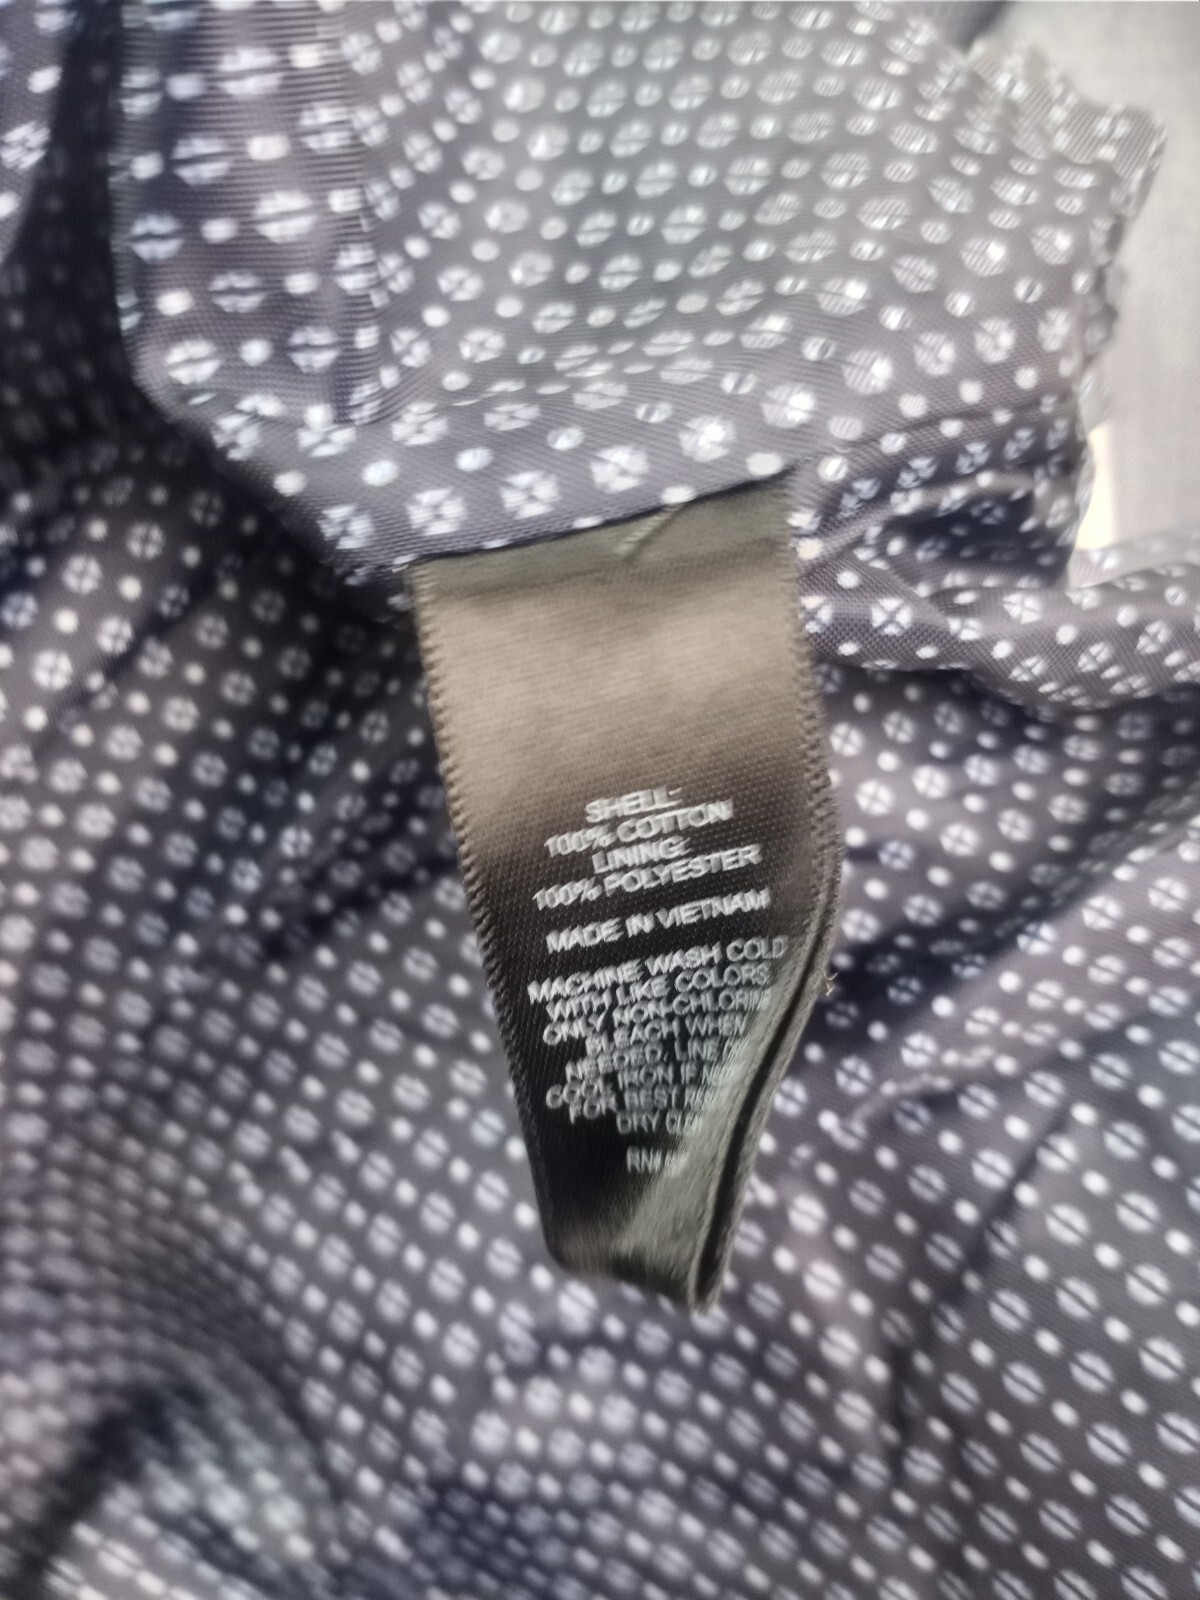 SHELL:
100% COTTON
LINING:
100% POLYESTER
MADE IN VIETNAM
MACHINE WASH COLD
WITH LIKE COLORS
ONLY NON-CHLORINE
BLEACH WHEN
NEEDED. LINE
COOL IRON IF
FOR BEST
DRY